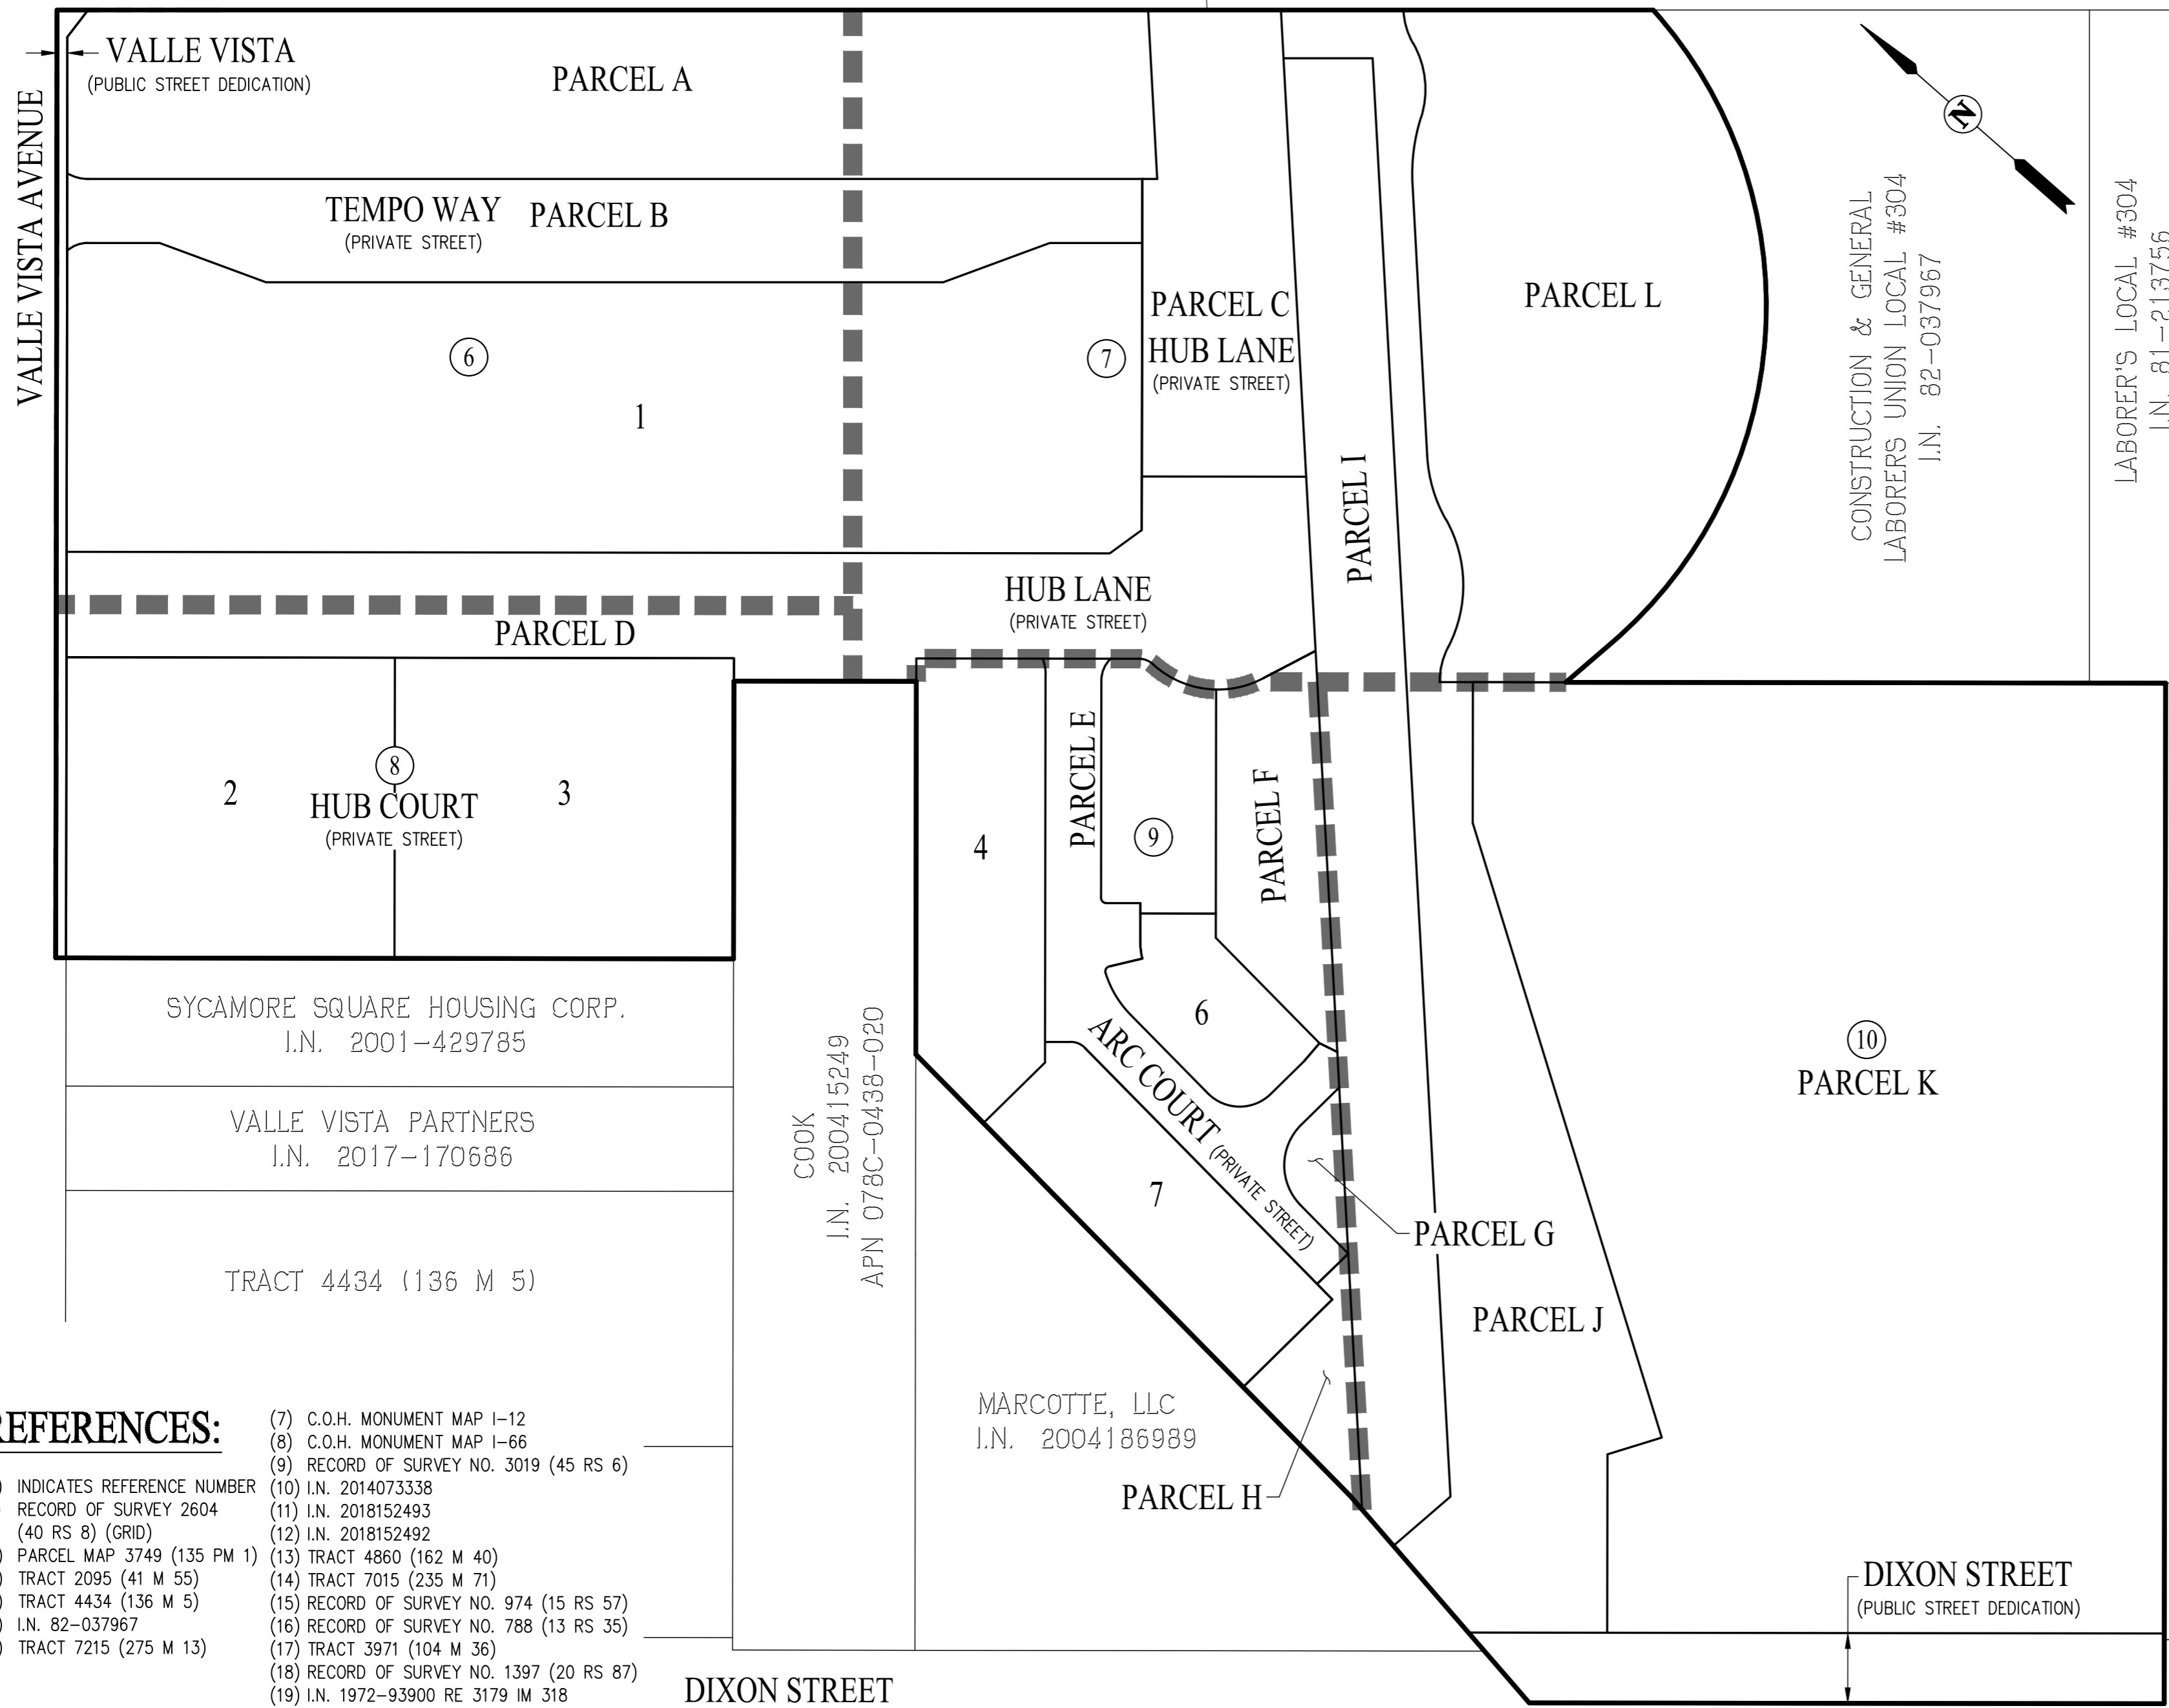 VALLE VISTA
(PUBLIC STREET DEDICATION)
VALLE VISTA AVENUE
PARCEL A
TEMPO WAY PARCEL B
(PRIVATE STREET)
6
1
7
PARCEL C
HUB LANE
(PRIVATE STREET)
PARCEL I
PARCEL L
N
CONSTRUCTION & GENERAL
LABORERS UNION LOCAL #304
I.N. 82-037967
LABORER'S LOCAL #304
I.N. 81-213756
HUB LANE
(PRIVATE STREET)
PARCEL D
2
8
HUB COURT
(PRIVATE STREET)
3
4
PARCEL E
9
PARCEL F
6
ARC COURT (PRIVATE STREET)
7
PARCEL G
PARCEL J
10
PARCEL K
SYCAMORE SQUARE HOUSING CORP.
I.N. 2001-429785
VALLE VISTA PARTNERS
I.N. 2017-170686
TRACT 4434 (136 M 5)
COOK
I.N. 200415249
APN 078C-0438-020
MARCOTTE, LLC
I.N. 2004186989
PARCEL H
DIXON STREET
(PUBLIC STREET DEDICATION)
DIXON STREET
REFERENCES:
) INDICATES REFERENCE NUMBER
RECORD OF SURVEY 2604
(40 RS 8) (GRID)
) PARCEL MAP 3749 (135 PM 1)
) TRACT 2095 (41 M 55)
) TRACT 4434 (136 M 5)
) I.N. 82-037967
) TRACT 7215 (275 M 13)
(7) C.O.H. MONUMENT MAP I-12
(8) C.O.H. MONUMENT MAP I-66
(9) RECORD OF SURVEY NO. 3019 (45 RS 6)
(10) I.N. 2014073338
(11) I.N. 2018152493
(12) I.N. 2018152492
(13) TRACT 4860 (162 M 40)
(14) TRACT 7015 (235 M 71)
(15) RECORD OF SURVEY NO. 974 (15 RS 57)
(16) RECORD OF SURVEY NO. 788 (13 RS 35)
(17) TRACT 3971 (104 M 36)
(18) RECORD OF SURVEY NO. 1397 (20 RS 87)
(19) I.N. 1972-93900 RE 3179 IM 318